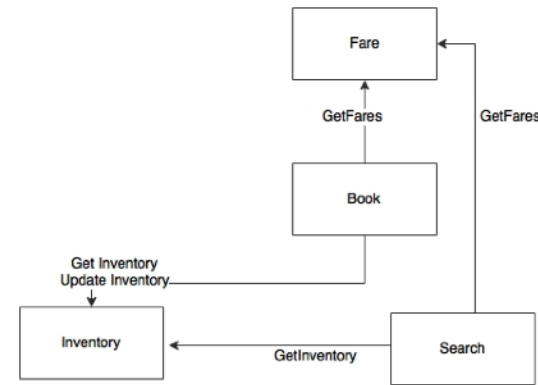 Fare
GetFares
GetFares
Book
Get Inventory
Update Inventory
Inventory
GetInventory
Search